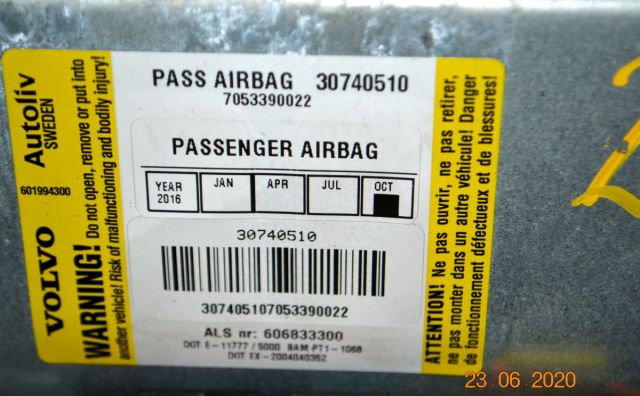 Autoliv
SWEDEN
601994300
VOLVO
WARNING! Do not open, remove or put into
another vehicle! Risk of malfunctioning and bodily injury!
PASS AIRBAG 30740510
7053390022
PASSENGER AIRBAG
YEAR 2016 JAN APR JUL OCT
30740510
307405107053390022
ALS nr: 606833300
DOT E-11777 / 5000 BAM PT1-1068
DOT EX-2004040352
ATTENTION! Ne pas ouvrir, ne pas retirer,
ne pas monter dans un autre véhicule! Danger
de fonctionnement défectueux et de blessures!
23.06.2020